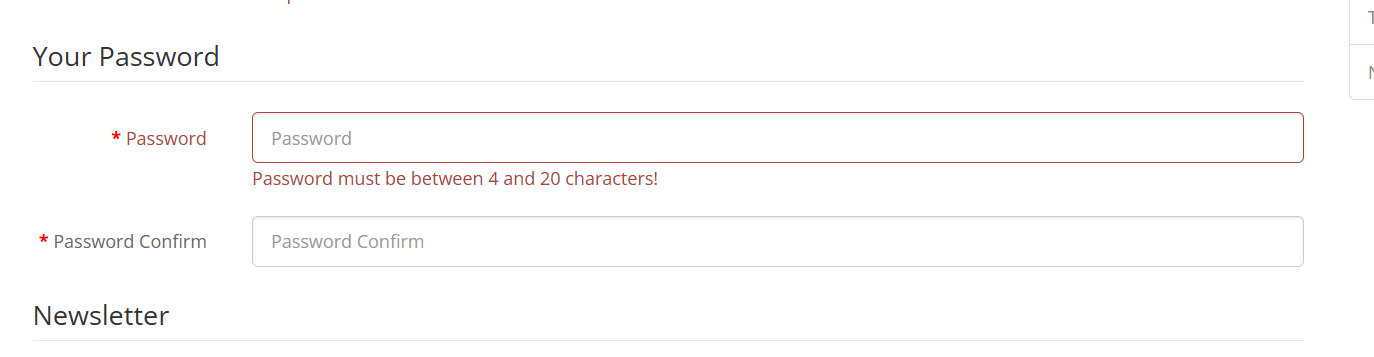 Your Password
* Password
Password
Password must be between 4 and 20 characters!
* Password Confirm
Password Confirm
Newsletter